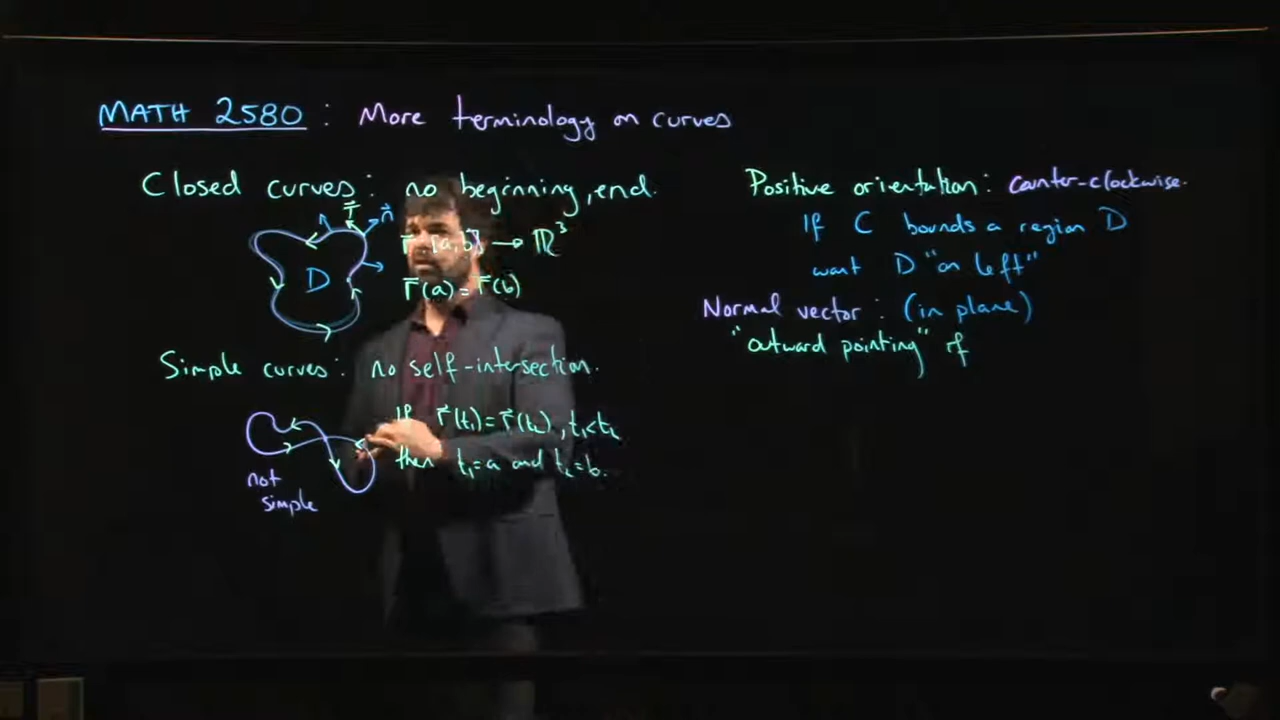 MATH 2580 : More terminology on curves
Closed curves : no beginning, end.
T⃗ n⃗
r⃗ : [a,b] → ℝ³
D
r⃗(a) = r⃗(b)
Simple curves : no self-intersection.
If r⃗(t₁) = r⃗(t₂), t₁<t₂
then t₁=a and t₂=b.
not
simple
Positive orientation : counter-clockwise.
If C bounds a region D
want D "on left"
Normal vector : (in plane)
"outward pointing" if